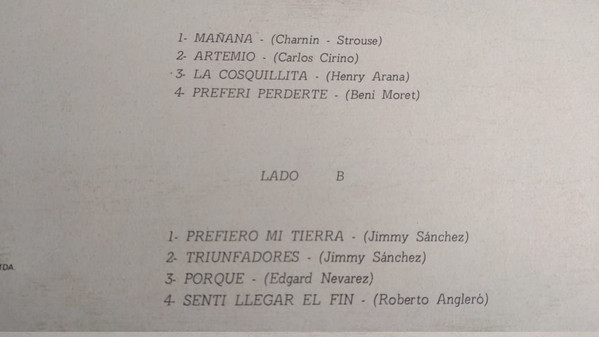 1- MAÑANA - (Charnin - Strouse)
2- ARTEMIO - (Carlos Cirino)
3- LA COSQUILLITA - (Henry Arana)
4- PREFERI PERDERTE - (Beni Moret)
LADO B
1- PREFIERO MI TIERRA - (Jimmy Sánchez)
2- TRIUNFADORES - (Jimmy Sánchez)
TDA.
3- PORQUE - (Edgard Nevarez)
4- SENTI LLEGAR EL FIN - (Roberto Angleró)